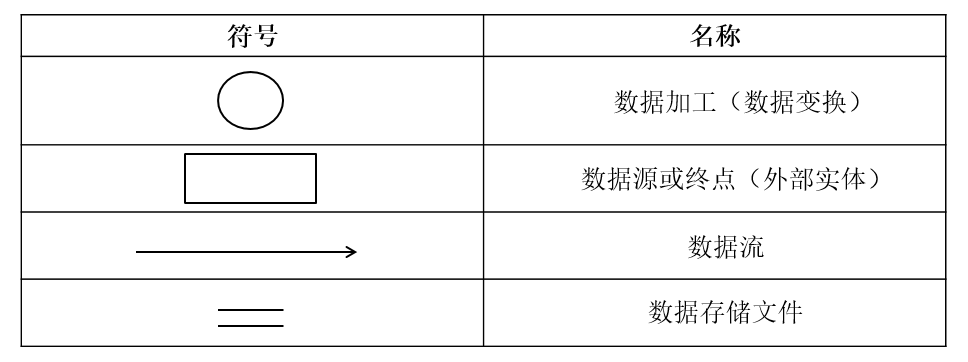 符号
名称
数据加工（数据变换）
数据源或终点（外部实体）
数据流
数据存储文件